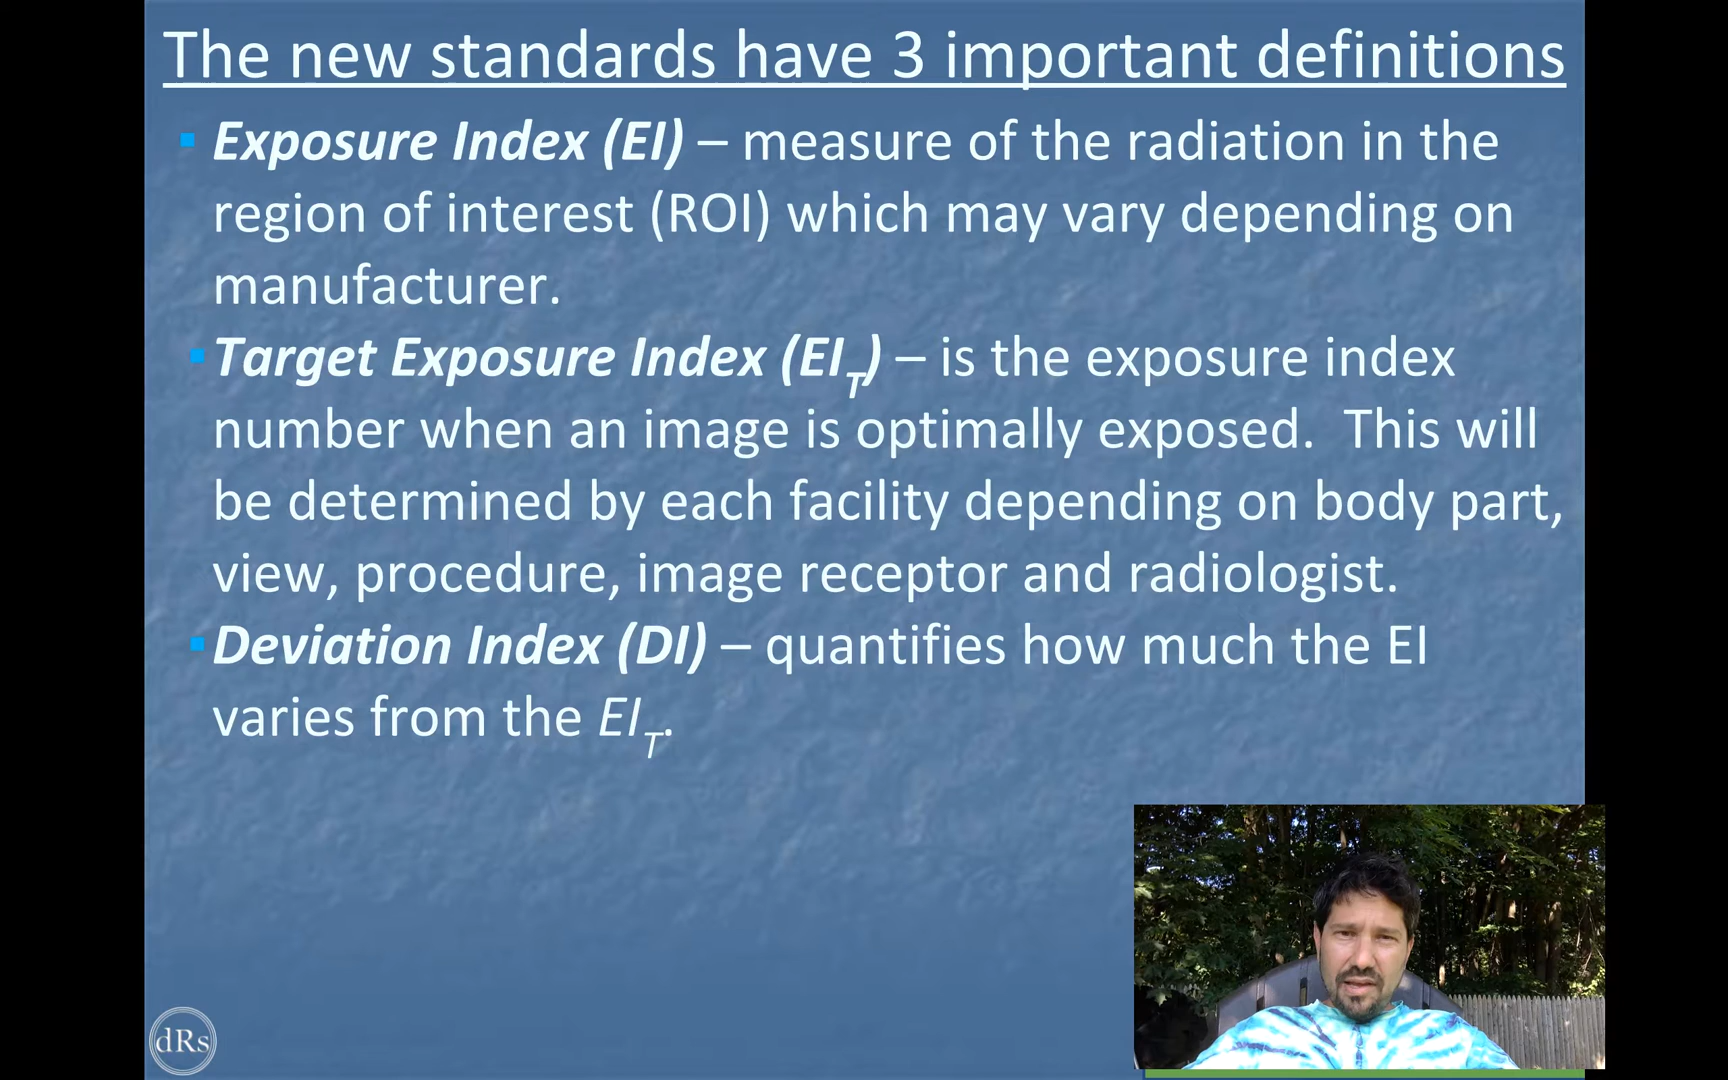 The new standards have 3 important definitions
▪ Exposure Index (EI) – measure of the radiation in the
region of interest (ROI) which may vary depending on
manufacturer.
▪ Target Exposure Index (EI_T) – is the exposure index
number when an image is optimally exposed.  This will
be determined by each facility depending on body part,
view, procedure, image receptor and radiologist.
▪ Deviation Index (DI) – quantifies how much the EI
varies from the EI_T.
dRs